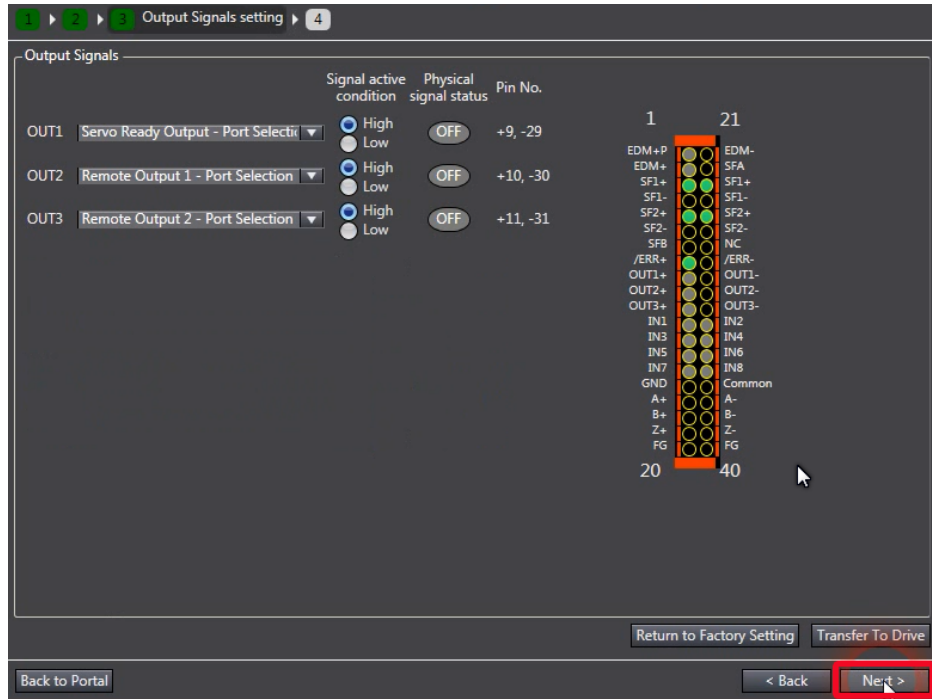 1 2 3 Output Signals setting 4
Output Signals
Signal active condition
Physical signal status
Pin No.
OUT1 Servo Ready Output - Port Selectic High Low OFF +9, -29
OUT2 Remote Output 1 - Port Selection High Low OFF +10, -30
OUT3 Remote Output 2 - Port Selection High Low OFF +11, -31
1 21
EDM+P EDM-
EDM+ SFA
SF1+ SF1+
SF1- SF1-
SF2+ SF2+
SF2- SF2-
SFB NC
/ERR+ /ERR-
OUT1+ OUT1-
OUT2+ OUT2-
OUT3+ OUT3-
IN1 IN2
IN3 IN4
IN5 IN6
IN7 IN8
GND Common
A+ A-
B+ B-
Z+ Z-
FG FG
20 40
Return to Factory Setting Transfer To Drive
Back to Portal < Back Next >